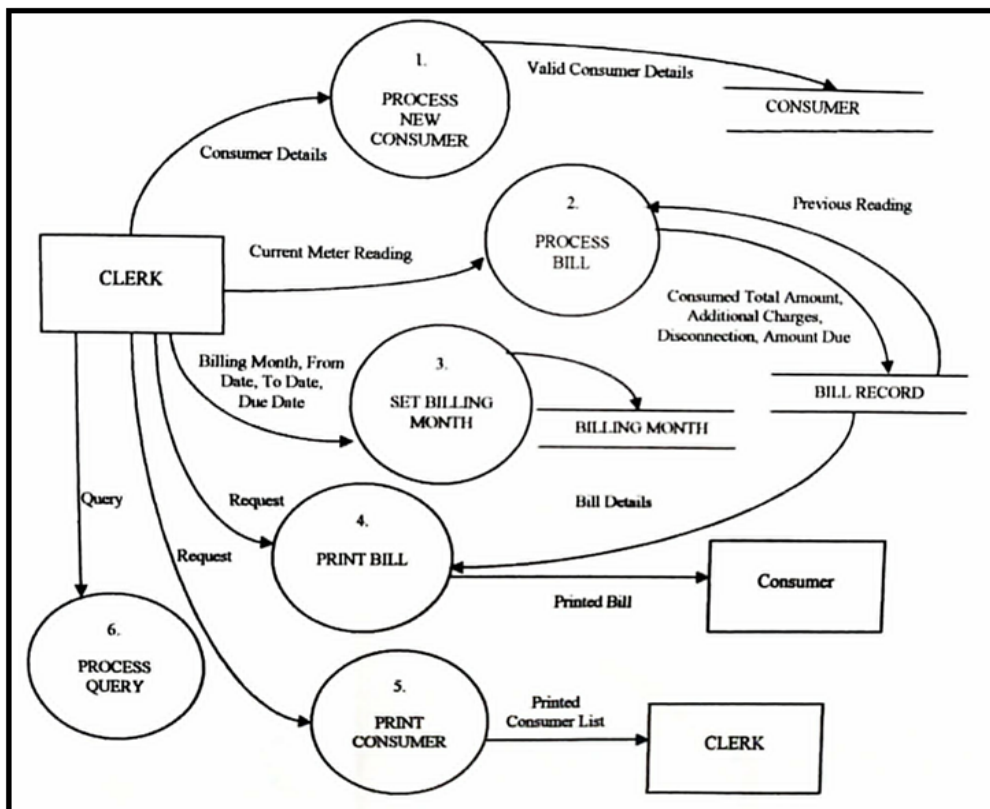 1.
PROCESS
NEW
CONSUMER
Valid Consumer Details
CONSUMER
Consumer Details
2.
PROCESS
BILL
Previous Reading
Current Meter Reading
CLERK
Consumed Total Amount,
Additional Charges,
Disconnection, Amount Due
Billing Month, From
Date, To Date,
Due Date
3.
SET BILLING
MONTH
BILLING MONTH
BILL RECORD
Query
Request
Request
4.
PRINT BILL
Bill Details
Printed Bill
Consumer
6.
PROCESS
QUERY
5.
PRINT
CONSUMER
Printed
Consumer List
CLERK